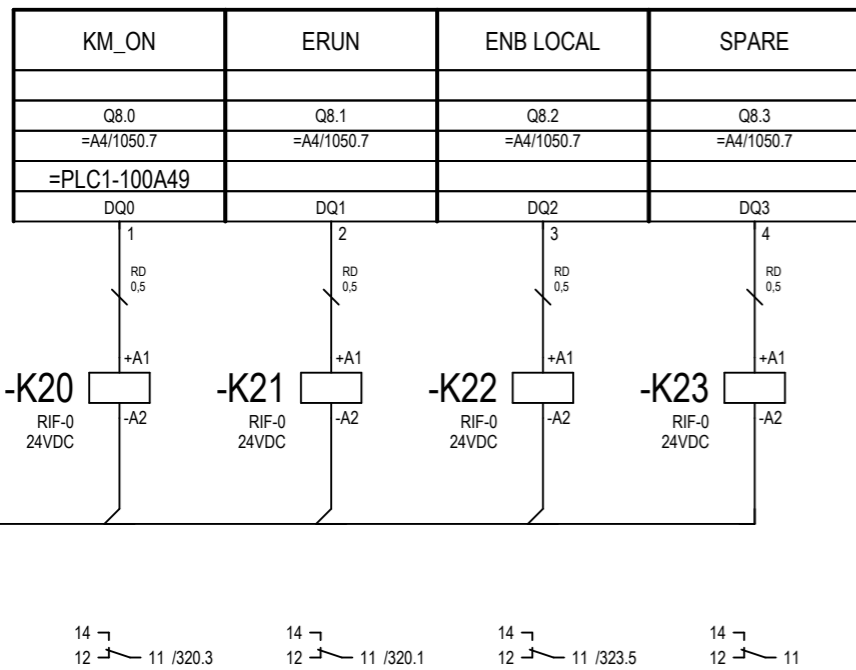 KM_ON ERUN ENB LOCAL SPARE
Q8.0 Q8.1 Q8.2 Q8.3
=A4/1050.7 =A4/1050.7 =A4/1050.7 =A4/1050.7
=PLC1-100A49
DQ0 DQ1 DQ2 DQ3
1 2 3 4
RD RD RD RD
0,5 0,5 0,5 0,5
+A1 +A1 +A1 +A1
-K20 -K21 -K22 -K23
-A2 -A2 -A2 -A2
RIF-0 RIF-0 RIF-0 RIF-0
24VDC 24VDC 24VDC 24VDC
14 14 14 14
12 11 /320.3 12 11 /320.1 12 11 /323.5 12 11